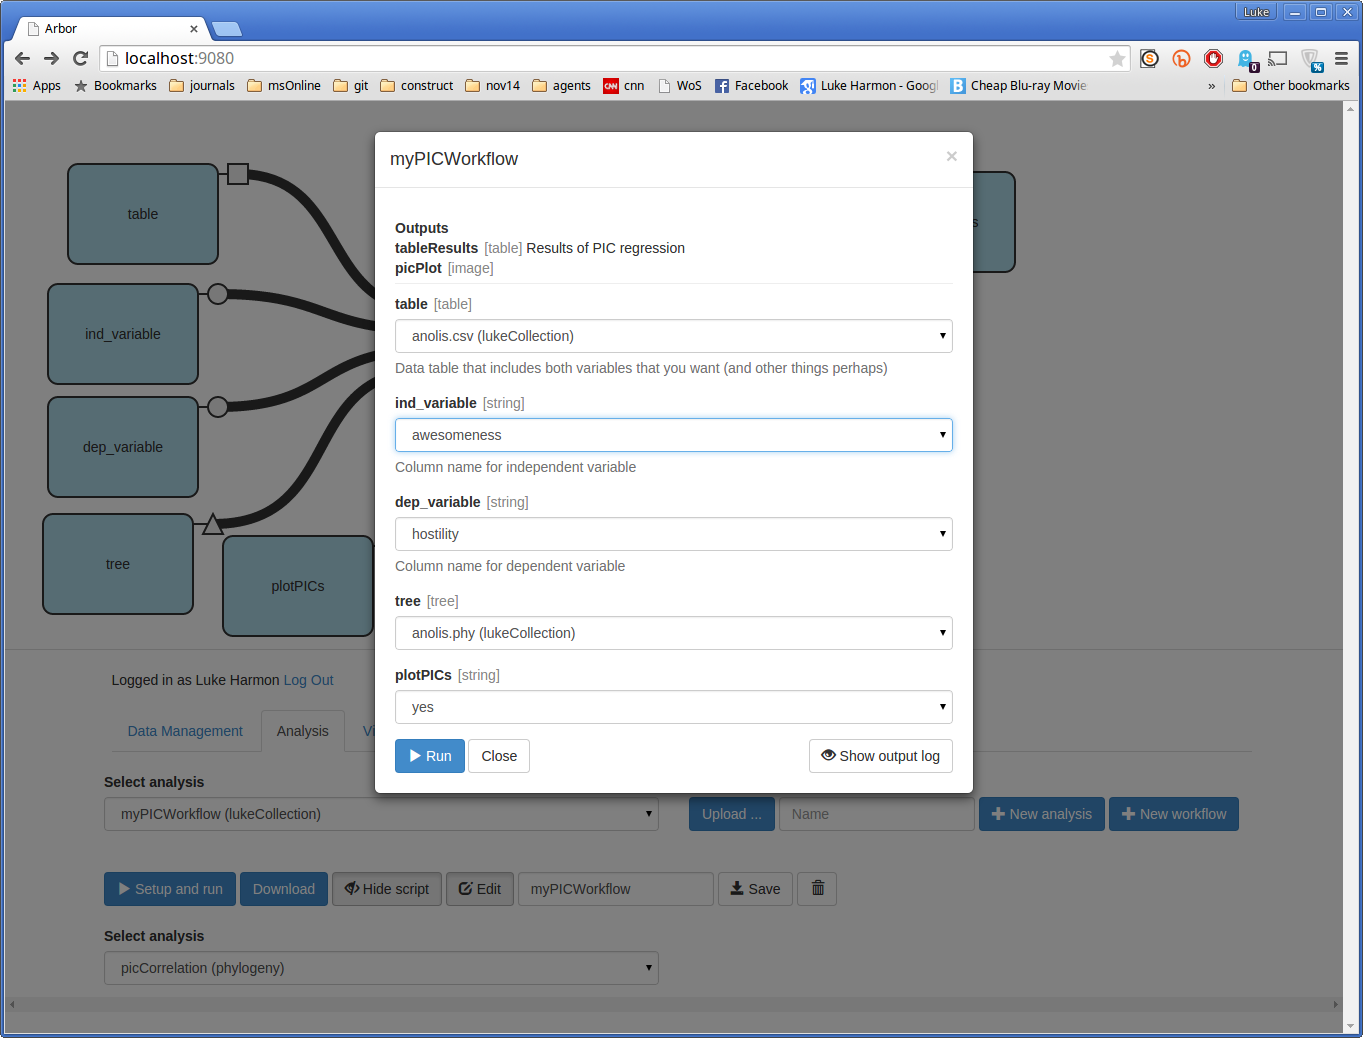 Luke
Arbor
localhost:9080
Apps Bookmarks journals msOnline git construct nov14 agents cnn WoS Facebook Luke Harmon - Googl Cheap Blu-ray Movie » Other bookmarks
myPICWorkflow ×
Outputs
tableResults [table] Results of PIC regression
picPlot [image]
table [table]
anolis.csv (lukeCollection)
Data table that includes both variables that you want (and other things perhaps)
ind_variable [string]
awesomeness
Column name for independent variable
dep_variable [string]
hostility
Column name for dependent variable
tree [tree]
anolis.phy (lukeCollection)
plotPICs [string]
yes
Run Close Show output log
table
ind_variable
dep_variable
tree
plotPICs
s
Logged in as Luke Harmon Log Out
Data Management Analysis Vi
Select analysis
myPICWorkflow (lukeCollection) Upload ... Name New analysis New workflow
Setup and run Download Hide script Edit myPICWorkflow Save
Select analysis
picCorrelation (phylogeny)